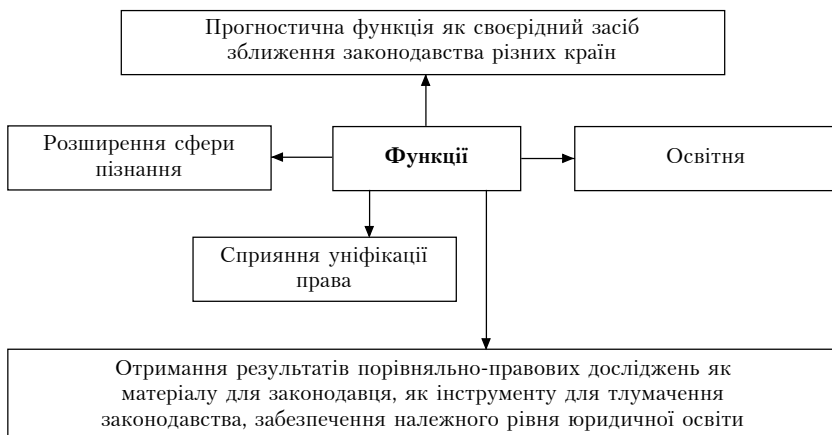 Прогностична функція як своєрідний засіб
зближення законодавства різних країн
Розширення сфери
пізнання
Функції
Освітня
Сприяння уніфікації
права
Отримання результатів порівняльно-правових досліджень як
матеріалу для законодавця, як інструменту для тлумачення
законодавства, забезпечення належного рівня юридичної освіти